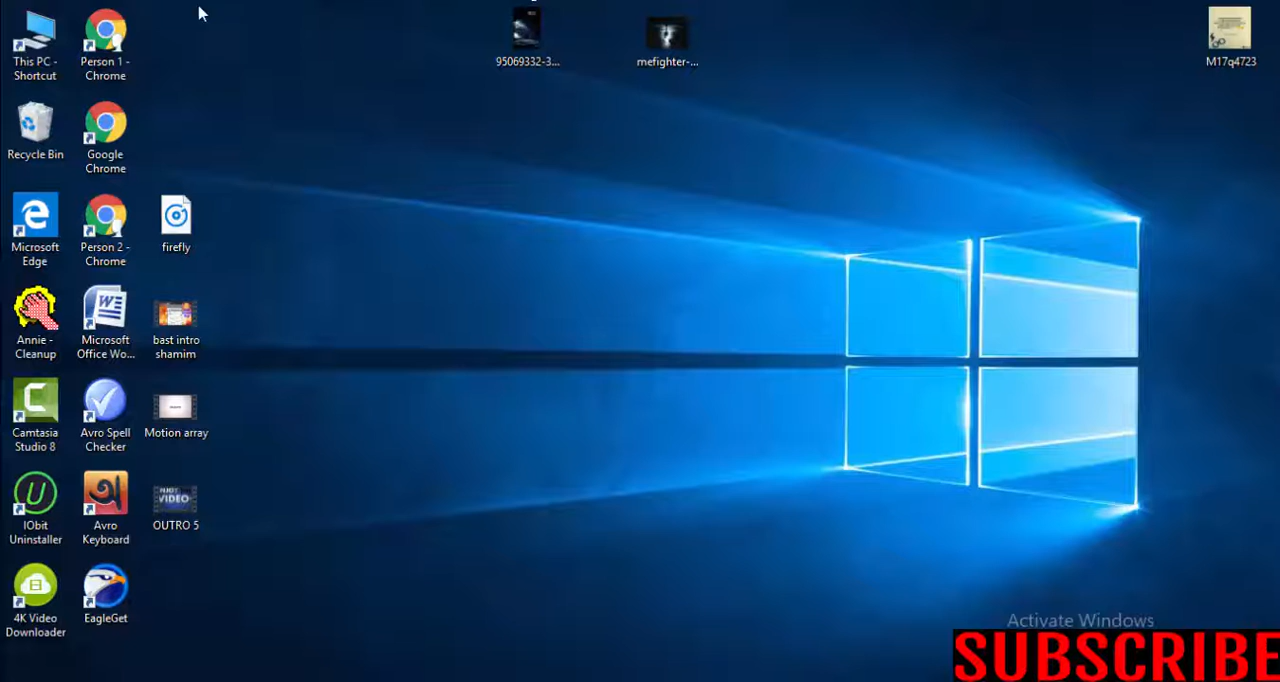 This PC -
Shortcut
Person 1 -
Chrome
95069332-3...
mefighter-...
M17q4723
Recycle Bin
Google
Chrome
Microsoft
Edge
Person 2 -
Chrome
firefly
Annie -
Cleanup
Microsoft
Office Wo...
bast intro
shamim
Camtasia
Studio 8
Avro Spell
Checker
Motion array
IObit
Uninstaller
Avro
Keyboard
VIDEO
OUTRO 5
4K Video
Downloader
EagleGet
Activate Windows
SUBSCRIBE